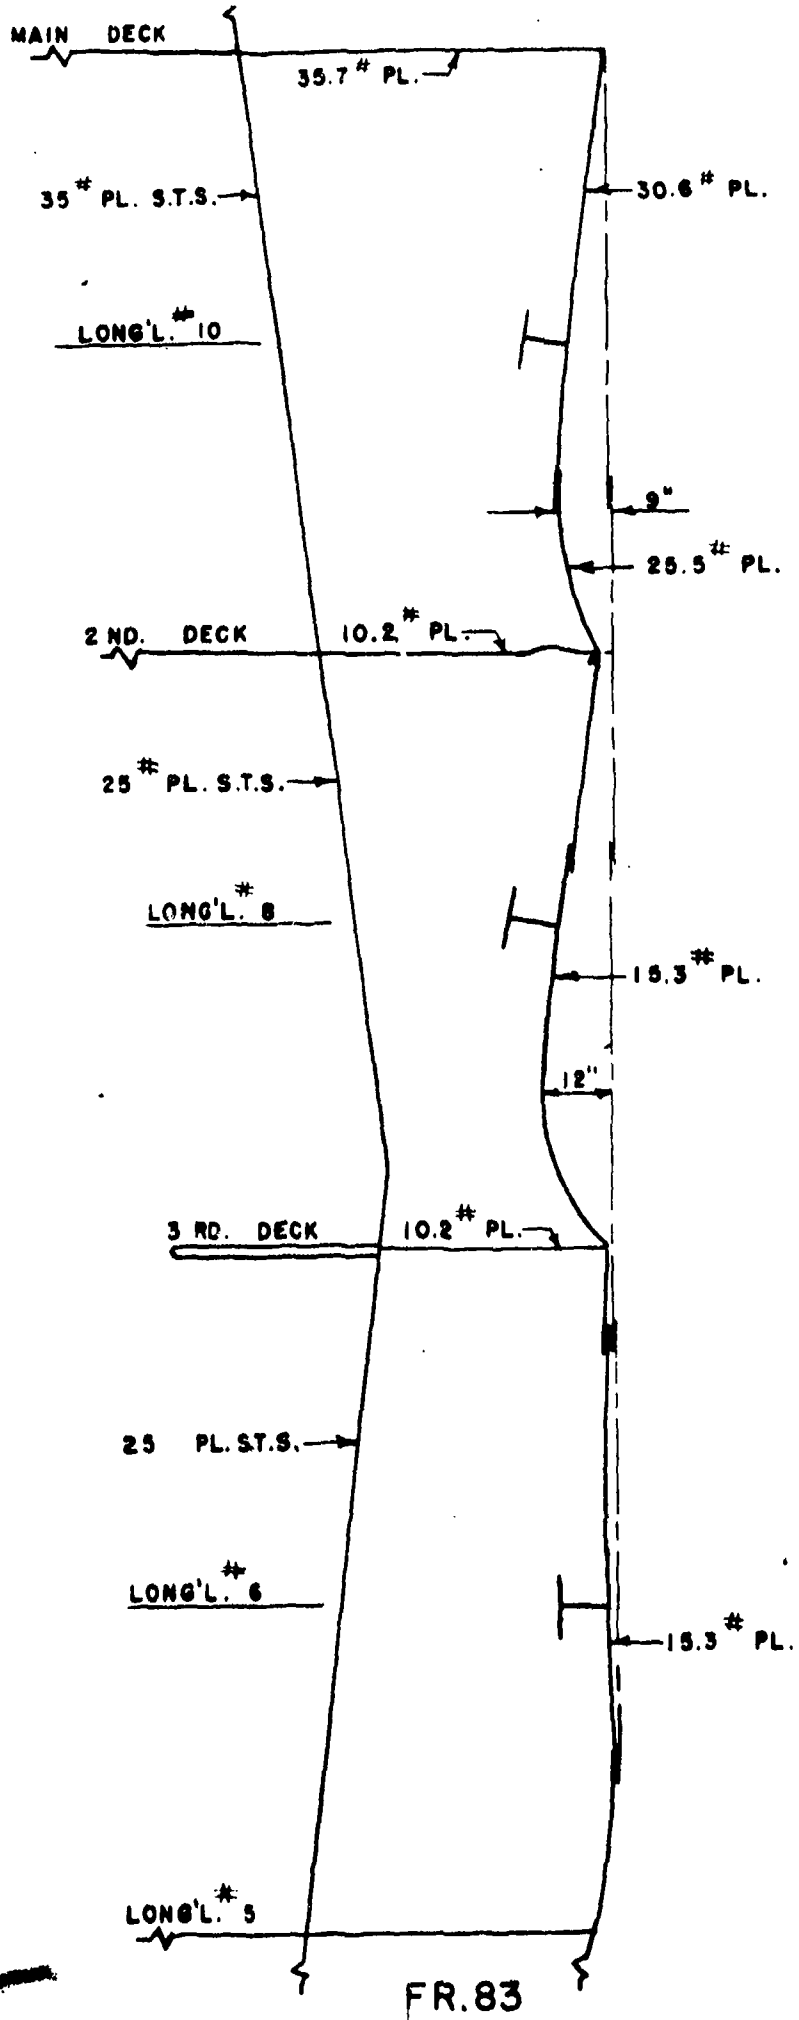 MAIN DECK
35.7# PL.
35# PL. S.T.S.
30.6# PL.
LONG'L. #10
9"
25.5# PL.
2 ND. DECK
10.2# PL.
25# PL. S.T.S.
LONG'L. #8
15.3# PL.
12"
3 RD. DECK
10.2# PL.
25 PL. S.T.S.
LONG'L. #6
15.3# PL.
LONG'L. #5
FR. 83